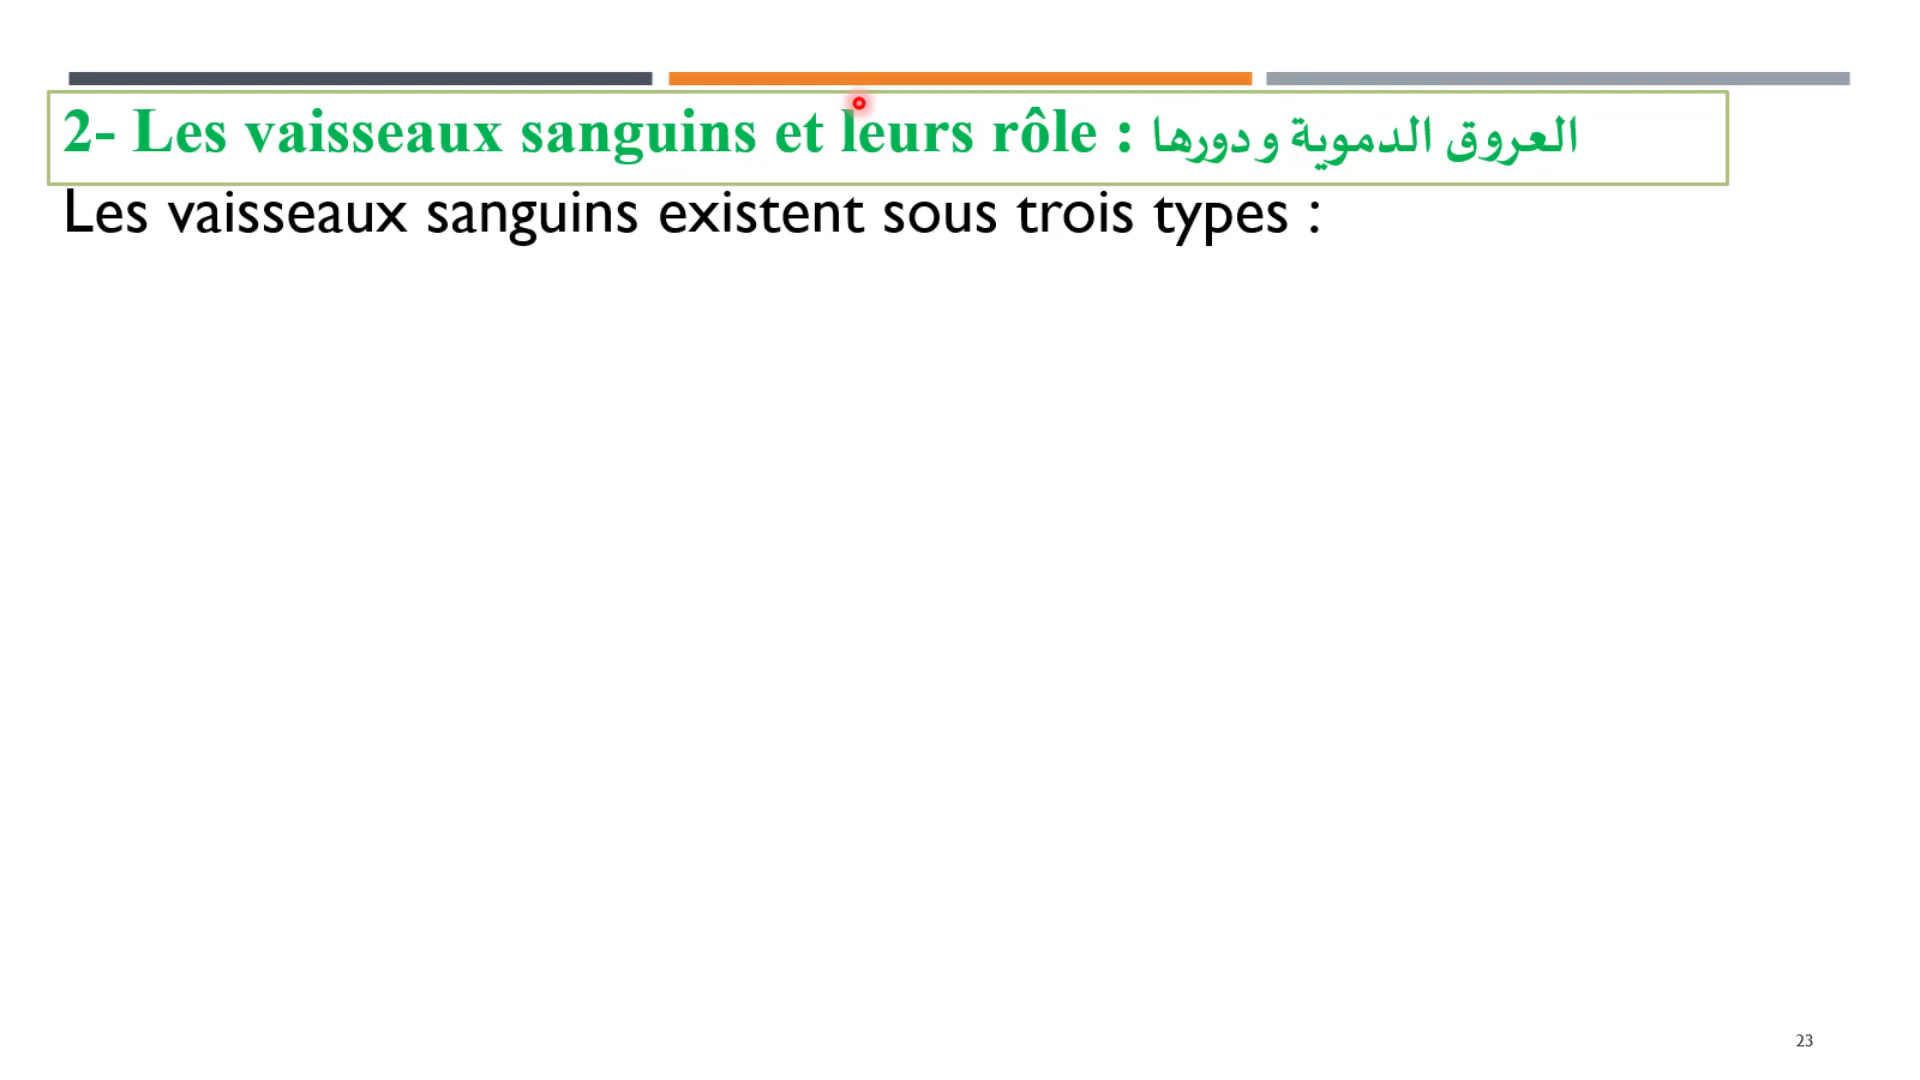 2- Les vaisseaux sanguins et leurs rôle : العروق الدموية ودورها
Les vaisseaux sanguins existent sous trois types :
23